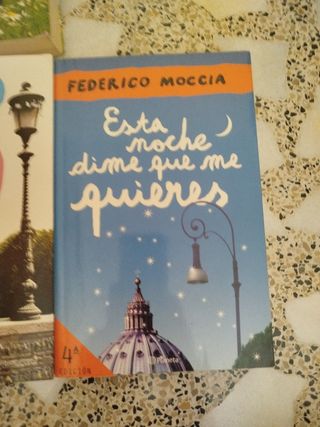 FEDERICO MOCCIA
Esta
noche
dime que me
quieres
Planeta
4ª
EDICIÓN